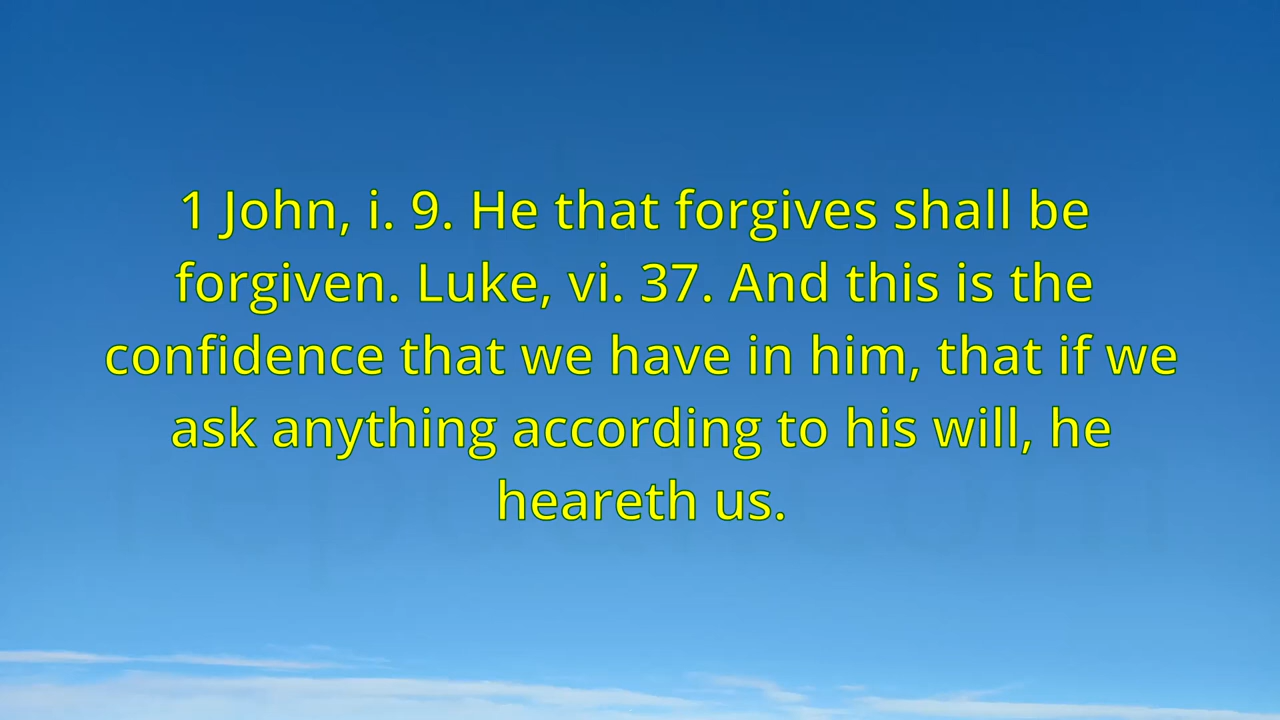 1 John, i. 9. He that forgives shall be
forgiven. Luke, vi. 37. And this is the
confidence that we have in him, that if we
ask anything according to his will, he
heareth us.